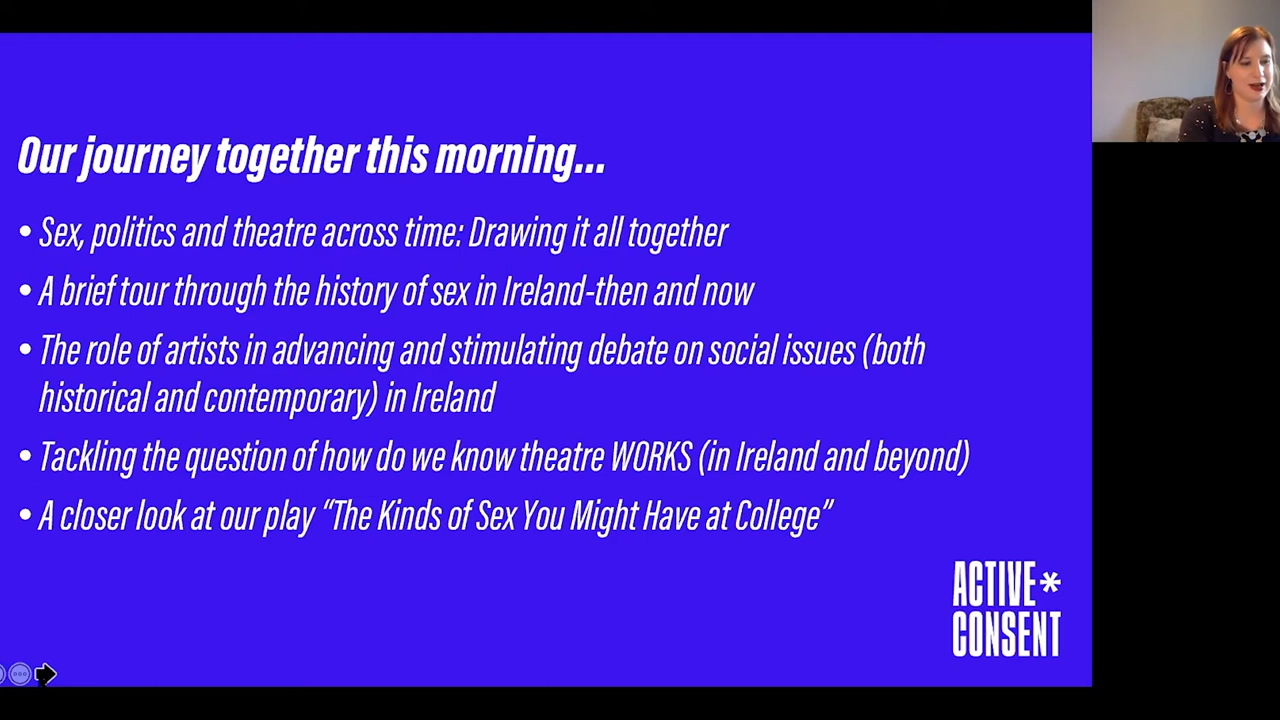 Our journey together this morning...
• Sex, politics and theatre across time: Drawing it all together
• A brief tour through the history of sex in Ireland-then and now
• The role of artists in advancing and stimulating debate on social issues (both
historical and contemporary) in Ireland
• Tackling the question of how do we know theatre WORKS (in Ireland and beyond)
• A closer look at our play “The Kinds of Sex You Might Have at College”
ACTIVE*
CONSENT